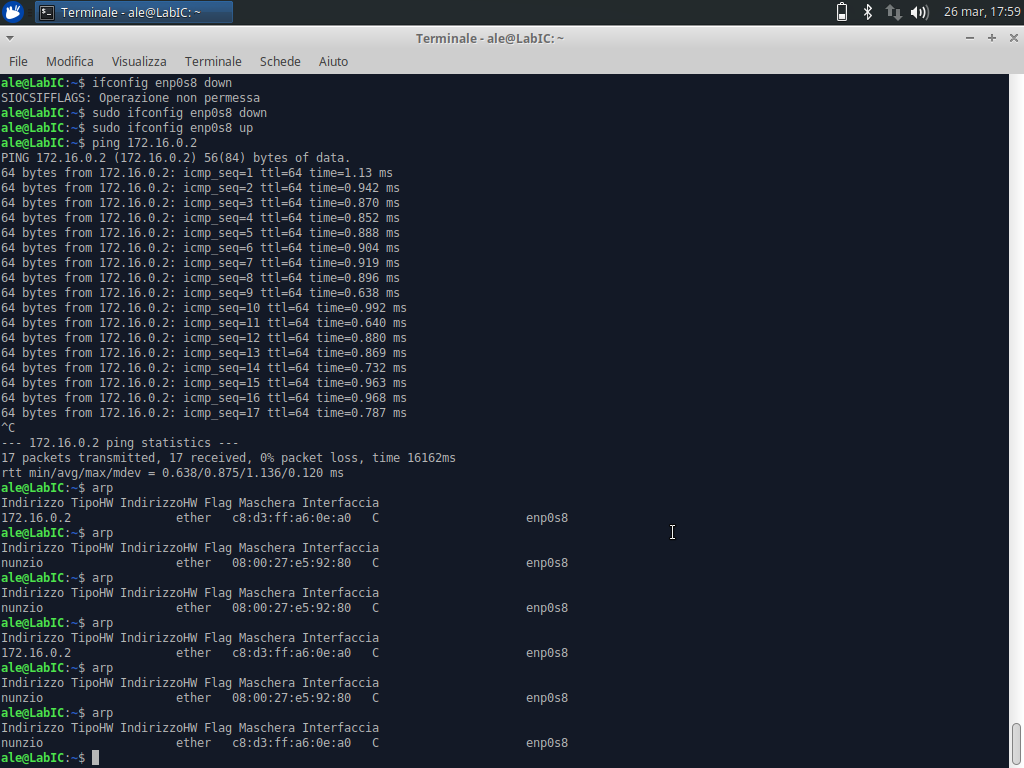 Terminale - ale@LabIC: ~
26 mar, 17:59
Terminale - ale@LabIC: ~
File Modifica Visualizza Terminale Schede Aiuto
ale@LabIC:~$ ifconfig enp0s8 down
SIOCSIFFLAGS: Operazione non permessa
ale@LabIC:~$ sudo ifconfig enp0s8 down
ale@LabIC:~$ sudo ifconfig enp0s8 up
ale@LabIC:~$ ping 172.16.0.2
PING 172.16.0.2 (172.16.0.2) 56(84) bytes of data.
64 bytes from 172.16.0.2: icmp_seq=1 ttl=64 time=1.13 ms
64 bytes from 172.16.0.2: icmp_seq=2 ttl=64 time=0.942 ms
64 bytes from 172.16.0.2: icmp_seq=3 ttl=64 time=0.870 ms
64 bytes from 172.16.0.2: icmp_seq=4 ttl=64 time=0.852 ms
64 bytes from 172.16.0.2: icmp_seq=5 ttl=64 time=0.888 ms
64 bytes from 172.16.0.2: icmp_seq=6 ttl=64 time=0.904 ms
64 bytes from 172.16.0.2: icmp_seq=7 ttl=64 time=0.919 ms
64 bytes from 172.16.0.2: icmp_seq=8 ttl=64 time=0.896 ms
64 bytes from 172.16.0.2: icmp_seq=9 ttl=64 time=0.638 ms
64 bytes from 172.16.0.2: icmp_seq=10 ttl=64 time=0.992 ms
64 bytes from 172.16.0.2: icmp_seq=11 ttl=64 time=0.640 ms
64 bytes from 172.16.0.2: icmp_seq=12 ttl=64 time=0.880 ms
64 bytes from 172.16.0.2: icmp_seq=13 ttl=64 time=0.869 ms
64 bytes from 172.16.0.2: icmp_seq=14 ttl=64 time=0.732 ms
64 bytes from 172.16.0.2: icmp_seq=15 ttl=64 time=0.963 ms
64 bytes from 172.16.0.2: icmp_seq=16 ttl=64 time=0.968 ms
64 bytes from 172.16.0.2: icmp_seq=17 ttl=64 time=0.787 ms
^C
--- 172.16.0.2 ping statistics ---
17 packets transmitted, 17 received, 0% packet loss, time 16162ms
rtt min/avg/max/mdev = 0.638/0.875/1.136/0.120 ms
ale@LabIC:~$ arp
Indirizzo TipoHW IndirizzoHW Flag Maschera Interfaccia
172.16.0.2 ether c8:d3:ff:a6:0e:a0 C enp0s8
ale@LabIC:~$ arp
Indirizzo TipoHW IndirizzoHW Flag Maschera Interfaccia
nunzio ether 08:00:27:e5:92:80 C enp0s8
ale@LabIC:~$ arp
Indirizzo TipoHW IndirizzoHW Flag Maschera Interfaccia
nunzio ether 08:00:27:e5:92:80 C enp0s8
ale@LabIC:~$ arp
Indirizzo TipoHW IndirizzoHW Flag Maschera Interfaccia
172.16.0.2 ether c8:d3:ff:a6:0e:a0 C enp0s8
ale@LabIC:~$ arp
Indirizzo TipoHW IndirizzoHW Flag Maschera Interfaccia
nunzio ether 08:00:27:e5:92:80 C enp0s8
ale@LabIC:~$ arp
Indirizzo TipoHW IndirizzoHW Flag Maschera Interfaccia
nunzio ether c8:d3:ff:a6:0e:a0 C enp0s8
ale@LabIC:~$